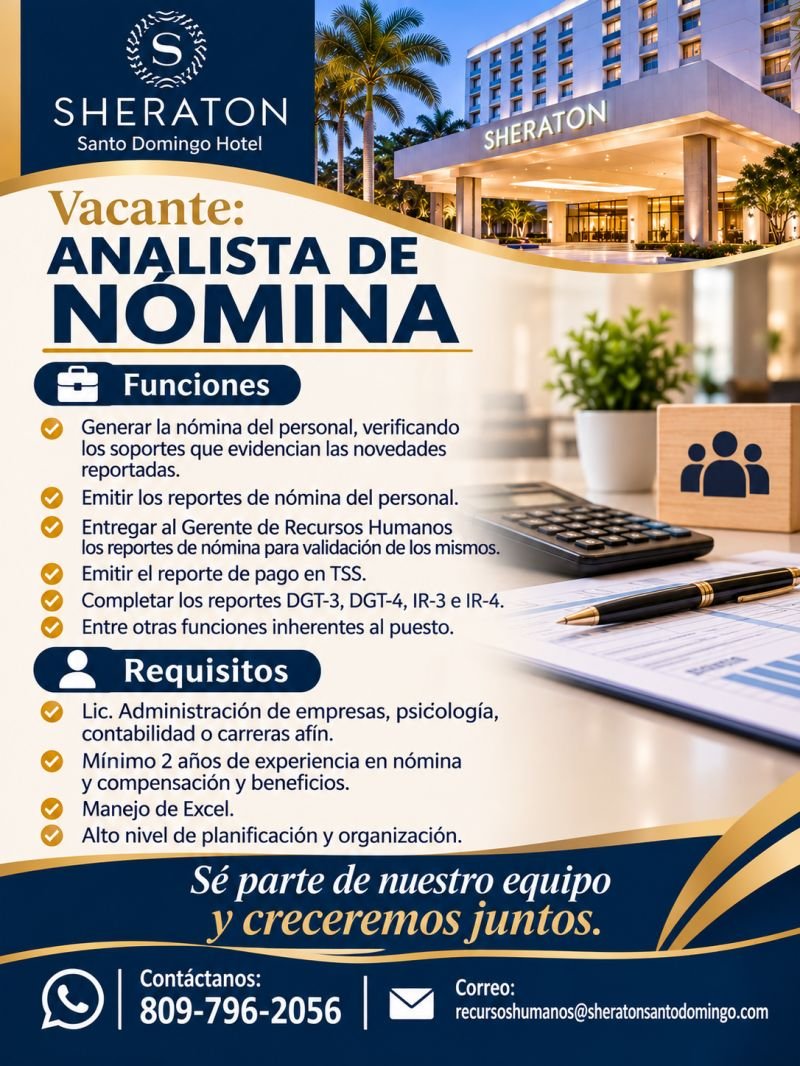 S
SHERATON
Santo Domingo Hotel
SHERATON
Vacante:
ANALISTA DE
NÓMINA
Funciones
Generar la nómina del personal, verificando
los soportes que evidencian las novedades
reportadas.
Emitir los reportes de nómina del personal.
Entregar al Gerente de Recursos Humanos
los reportes de nómina para validación de los mismos.
Emitir el reporte de pago en TSS.
Completar los reportes DGT-3, DGT-4, IR-3 e IR-4.
Entre otras funciones inherentes al puesto.
Requisitos
Lic. Administración de empresas, psicología,
contabilidad o carreras afín.
Mínimo 2 años de experiencia en nómina
y compensación y beneficios.
Manejo de Excel.
Alto nivel de planificación y organización.
Sé parte de nuestro equipo
y creceremos juntos.
Contáctanos:
809-796-2056
Correo:
recursoshumanos@sheratonsantodomingo.com